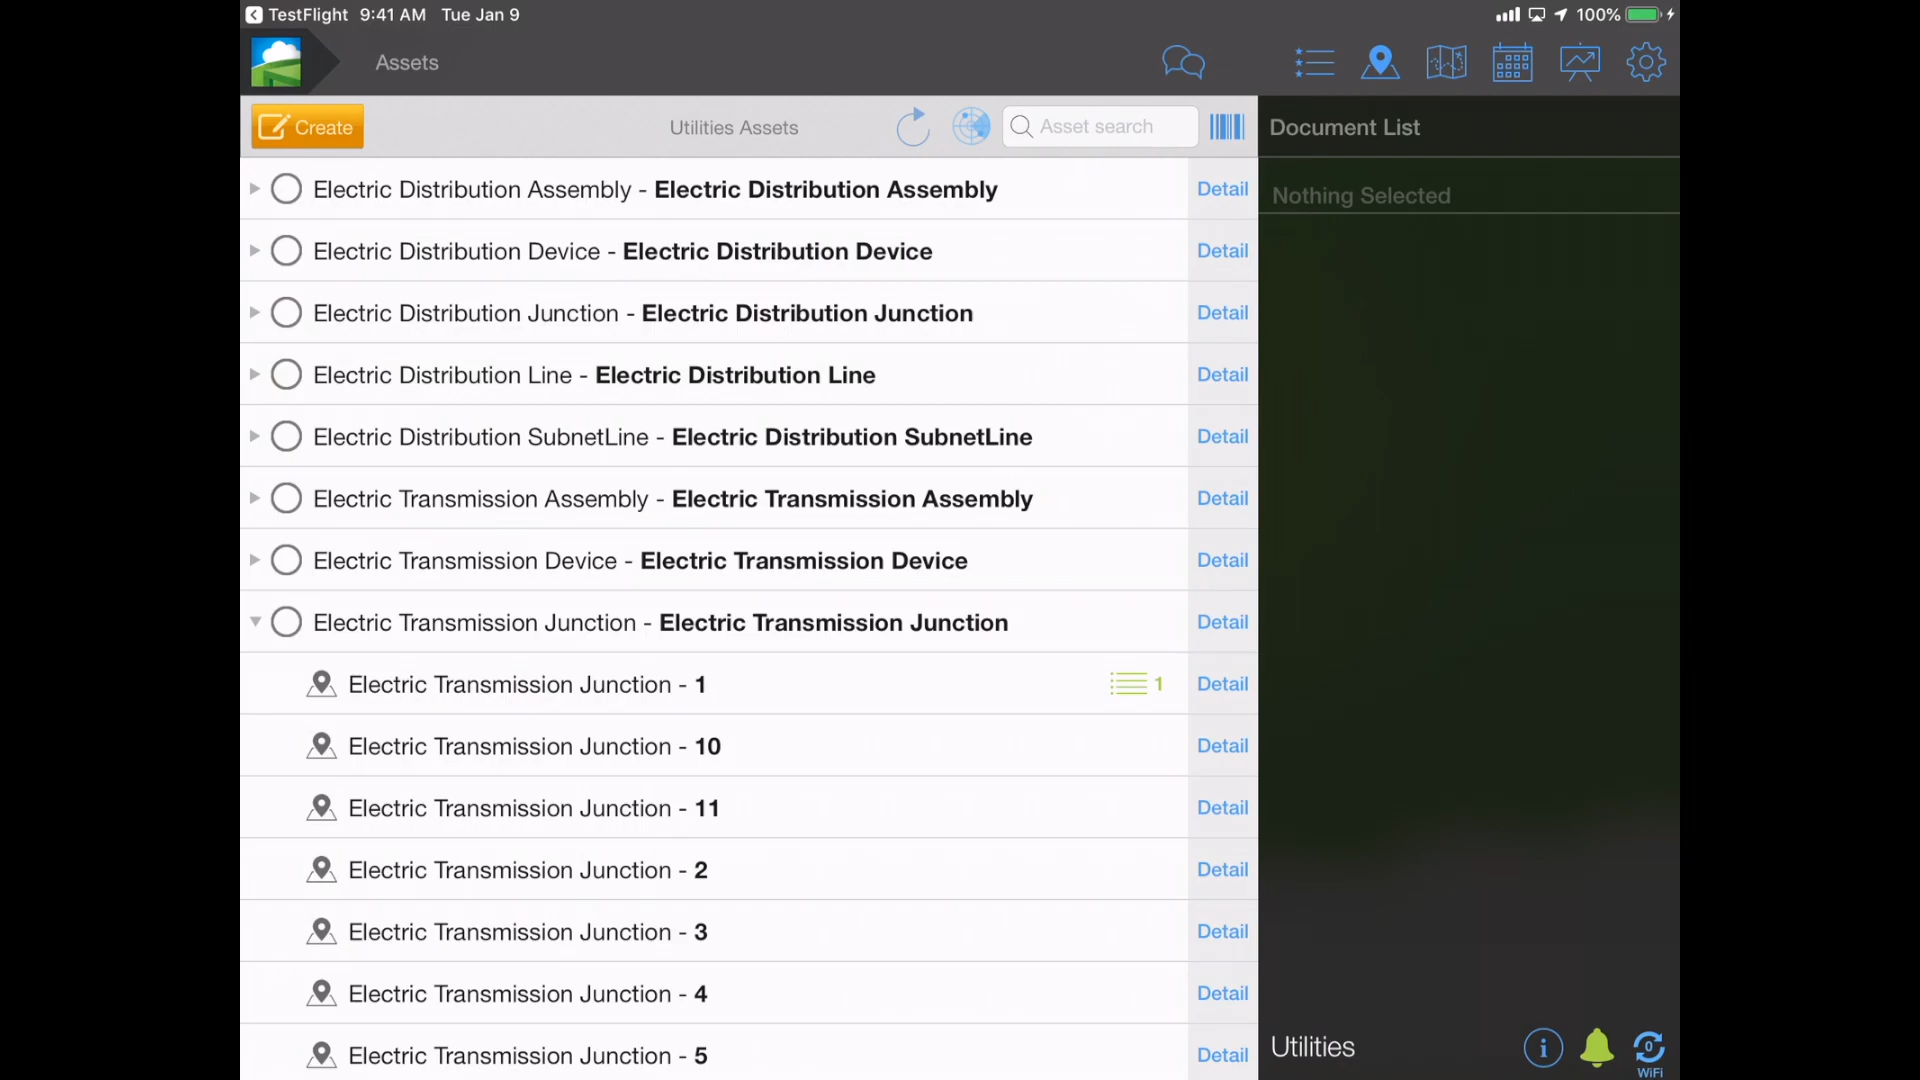 TestFlight 9:41 AM Tue Jan 9 100%
Assets
Create Utilities Assets Asset search Document List
Electric Distribution Assembly - Electric Distribution Assembly Detail
Nothing Selected
Electric Distribution Device - Electric Distribution Device Detail
Electric Distribution Junction - Electric Distribution Junction Detail
Electric Distribution Line - Electric Distribution Line Detail
Electric Distribution SubnetLine - Electric Distribution SubnetLine Detail
Electric Transmission Assembly - Electric Transmission Assembly Detail
Electric Transmission Device - Electric Transmission Device Detail
Electric Transmission Junction - Electric Transmission Junction Detail
Electric Transmission Junction - 1 1 Detail
Electric Transmission Junction - 10 Detail
Electric Transmission Junction - 11 Detail
Electric Transmission Junction - 2 Detail
Electric Transmission Junction - 3 Detail
Electric Transmission Junction - 4 Detail
Electric Transmission Junction - 5 Detail
Utilities i 0
WiFi